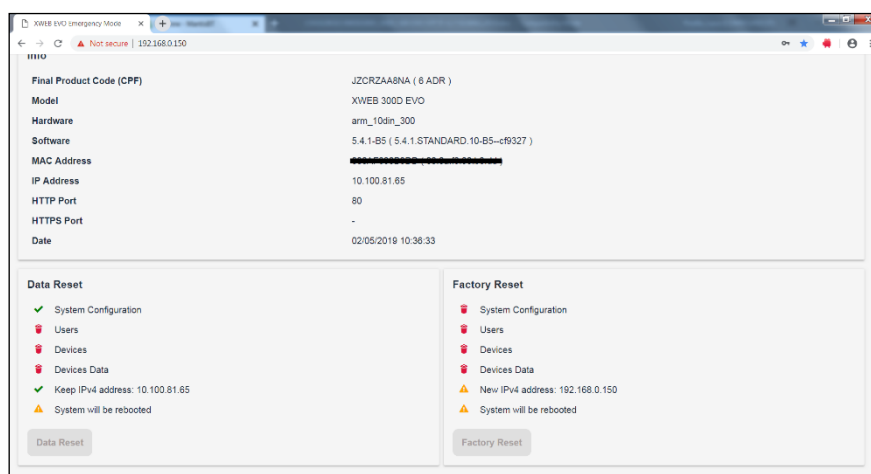 XWEB EVO Emergency Mode
Not secure | 192.168.0.150
Info
Final Product Code (CPF) JZCRZAA8NA ( 6 ADR )
Model XWEB 300D EVO
Hardware arm_10din_300
Software 5.4.1-B5 ( 5.4.1.STANDARD.10-B5--cf9327 )
MAC Address
IP Address 10.100.81.65
HTTP Port 80
HTTPS Port -
Date 02/05/2019 10:36:33
Data Reset
System Configuration
Users
Devices
Devices Data
Keep IPv4 address: 10.100.81.65
System will be rebooted
Data Reset
Factory Reset
System Configuration
Users
Devices
Devices Data
New IPv4 address: 192.168.0.150
System will be rebooted
Factory Reset